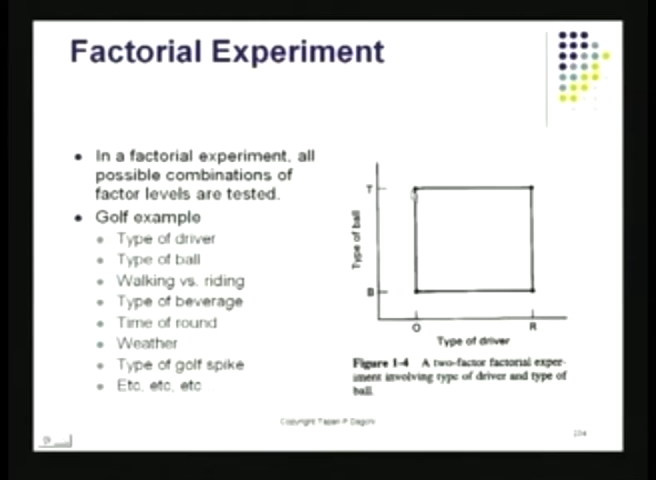 Factorial Experiment
In a factorial experiment, all
possible combinations of
factor levels are tested.
Golf example
Type of driver
Type of ball
Walking vs. riding
Type of beverage
Time of round
Weather
Type of golf spike
Etc, etc, etc
T
Type of ball
B
O
R
Type of driver
Figure 1-4 A two-factor factorial exper-
iment involving type of driver and type of
ball.
Copyright Tapan P Bagchi